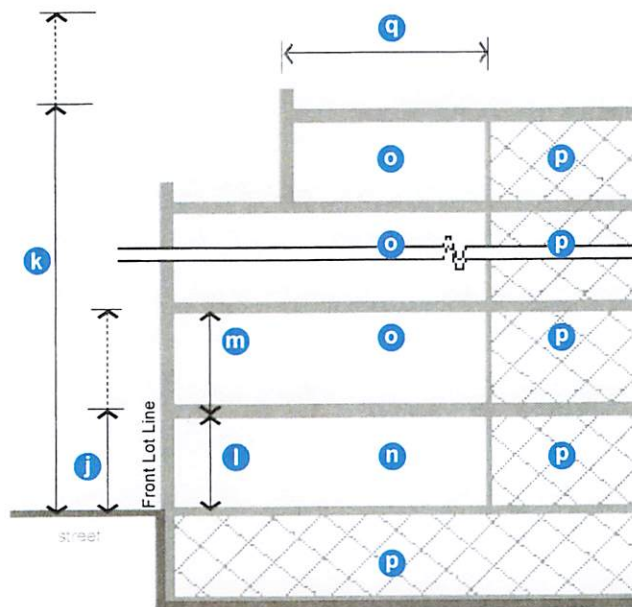 q
o p
k o p
m o p
j Front Lot Line l n p
street
p